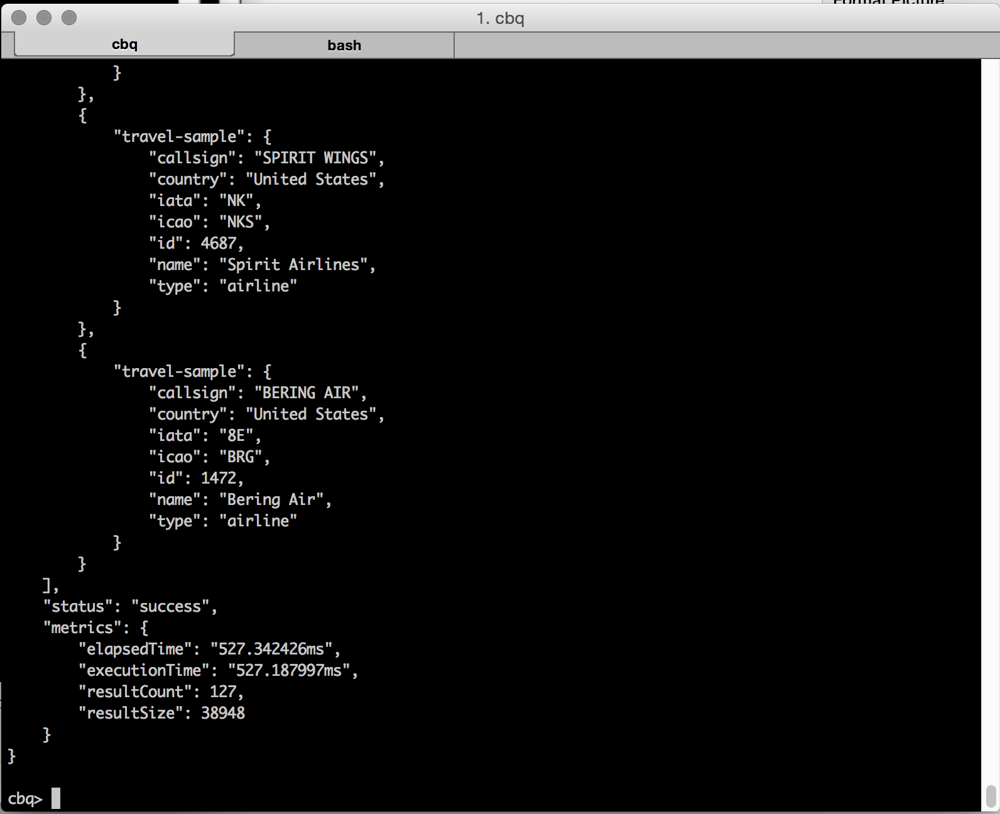 Format Picture
1. cbq
cbq bash
}
},
{
"travel-sample": {
"callsign": "SPIRIT WINGS",
"country": "United States",
"iata": "NK",
"icao": "NKS",
"id": 4687,
"name": "Spirit Airlines",
"type": "airline"
}
},
{
"travel-sample": {
"callsign": "BERING AIR",
"country": "United States",
"iata": "8E",
"icao": "BRG",
"id": 1472,
"name": "Bering Air",
"type": "airline"
}
}
],
"status": "success",
"metrics": {
"elapsedTime": "527.342426ms",
"executionTime": "527.187997ms",
"resultCount": 127,
"resultSize": 38948
}
}
cbq>